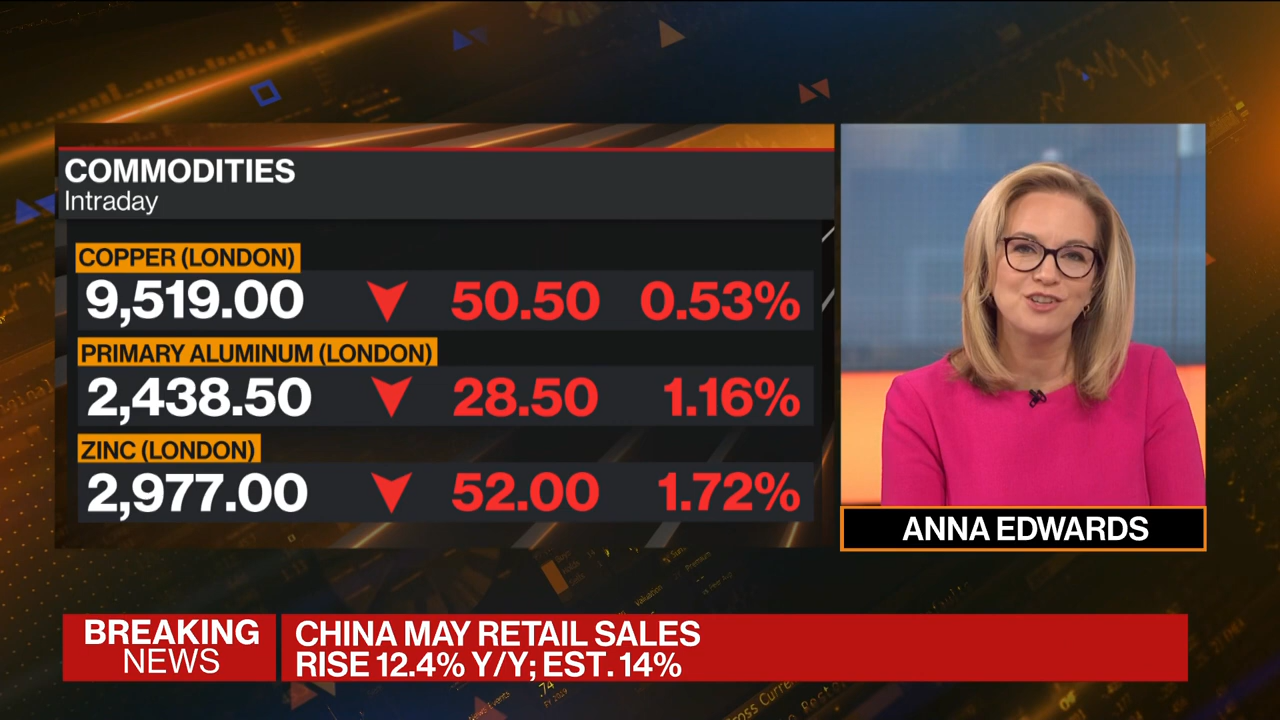 COMMODITIES
Intraday
COPPER (LONDON)
9,519.00 50.50 0.53%
PRIMARY ALUMINUM (LONDON)
2,438.50 28.50 1.16%
ZINC (LONDON)
2,977.00 52.00 1.72%
ANNA EDWARDS
BREAKING
NEWS
CHINA MAY RETAIL SALES
RISE 12.4% Y/Y; EST. 14%